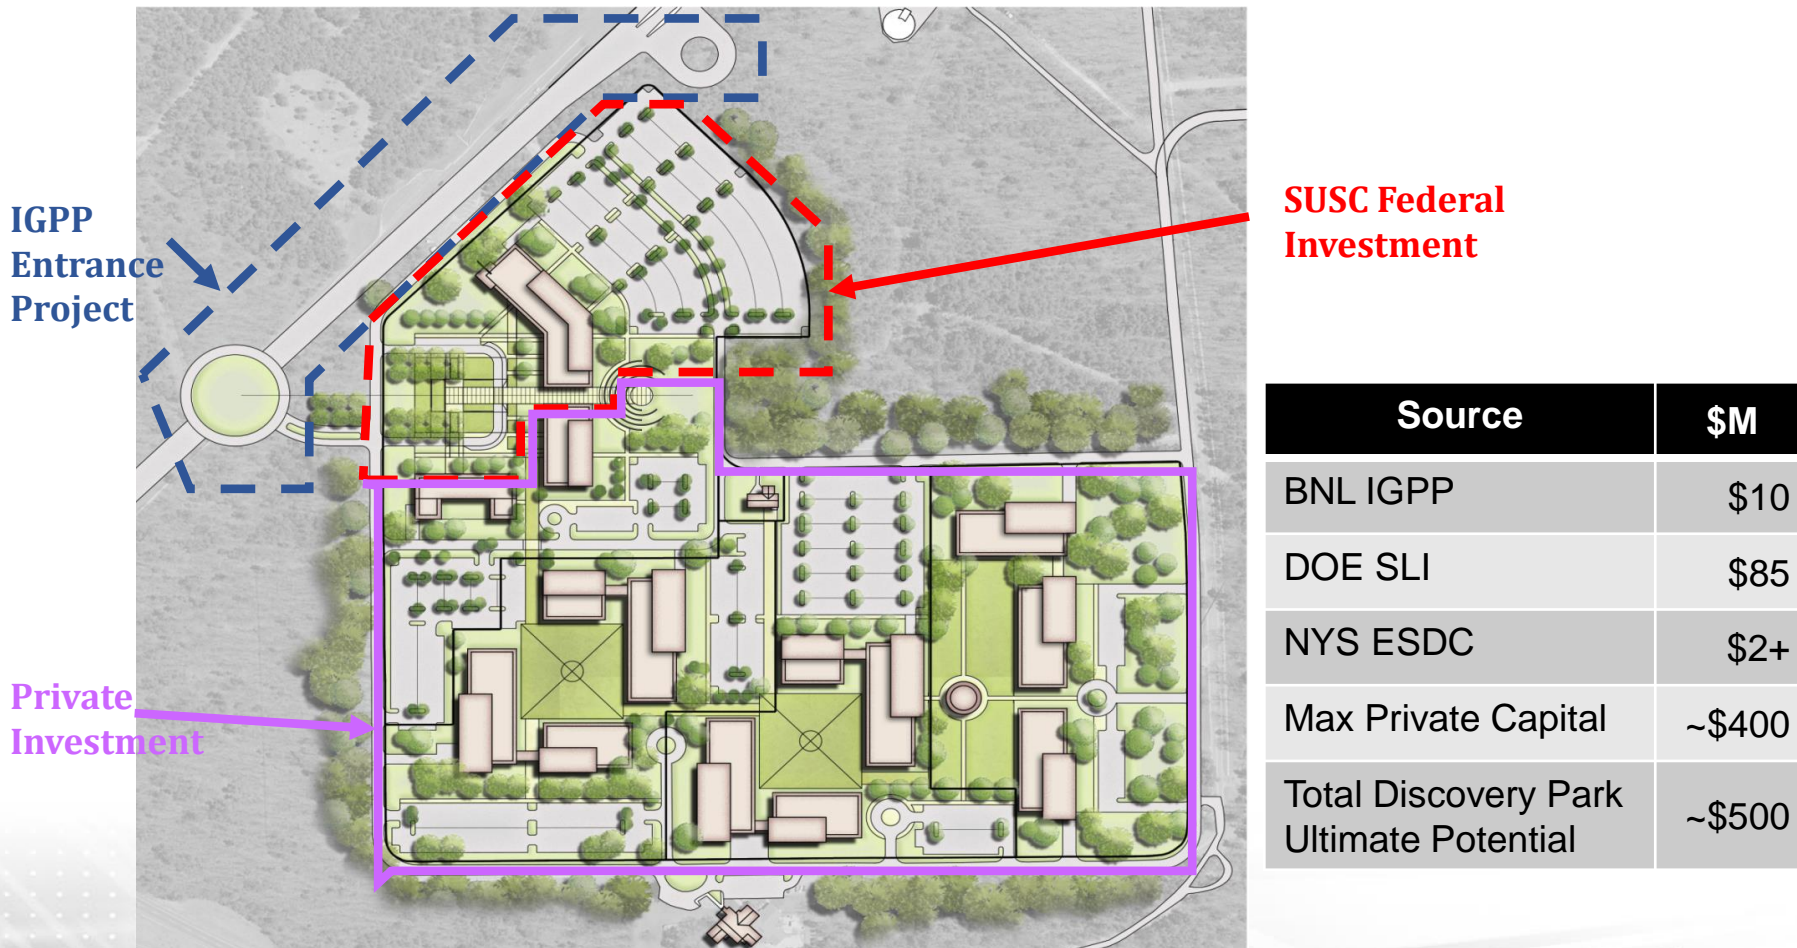 IGPP
Entrance
Project
SUSC Federal
Investment
Private
Investment
Source $M
BNL IGPP $10
DOE SLI $85
NYS ESDC $2+
Max Private Capital ~$400
Total Discovery Park
Ultimate Potential ~$500